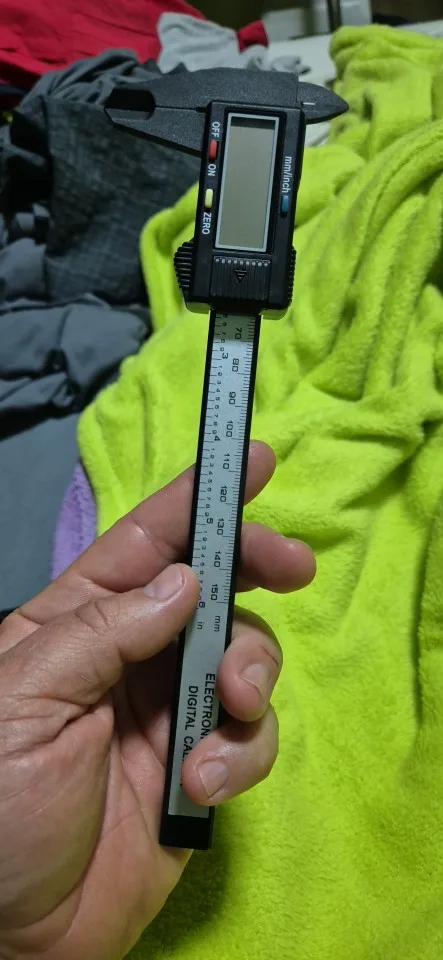 OFF
ON
ZERO
mm/inch
70
3
80
90
100
4
110
120
5
130
140
150
6
mm
in
ELECTRON
DIGITAL CAL